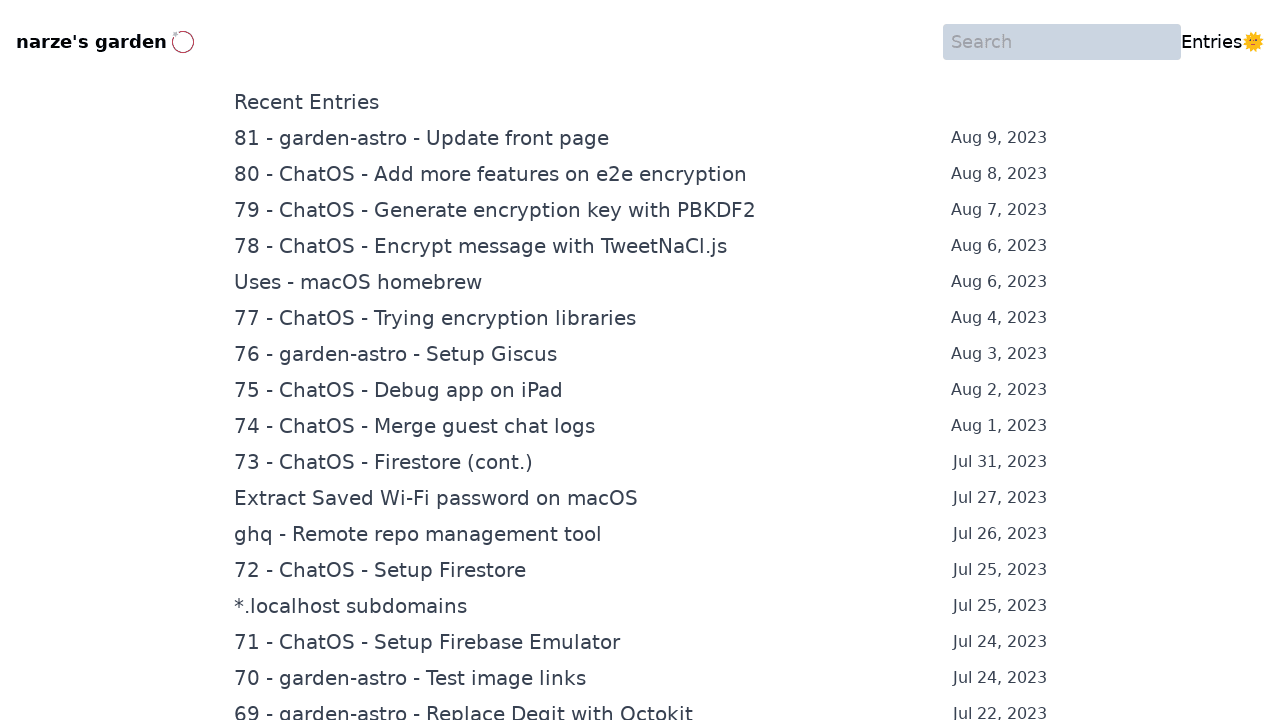 narze's garden
Search
Entries
Recent Entries
81 - garden-astro - Update front page Aug 9, 2023
80 - ChatOS - Add more features on e2e encryption Aug 8, 2023
79 - ChatOS - Generate encryption key with PBKDF2 Aug 7, 2023
78 - ChatOS - Encrypt message with TweetNaCl.js Aug 6, 2023
Uses - macOS homebrew Aug 6, 2023
77 - ChatOS - Trying encryption libraries Aug 4, 2023
76 - garden-astro - Setup Giscus Aug 3, 2023
75 - ChatOS - Debug app on iPad Aug 2, 2023
74 - ChatOS - Merge guest chat logs Aug 1, 2023
73 - ChatOS - Firestore (cont.) Jul 31, 2023
Extract Saved Wi-Fi password on macOS Jul 27, 2023
ghq - Remote repo management tool Jul 26, 2023
72 - ChatOS - Setup Firestore Jul 25, 2023
*.localhost subdomains Jul 25, 2023
71 - ChatOS - Setup Firebase Emulator Jul 24, 2023
70 - garden-astro - Test image links Jul 24, 2023
69 - garden-astro - Replace Degit with Octokit Jul 22, 2023